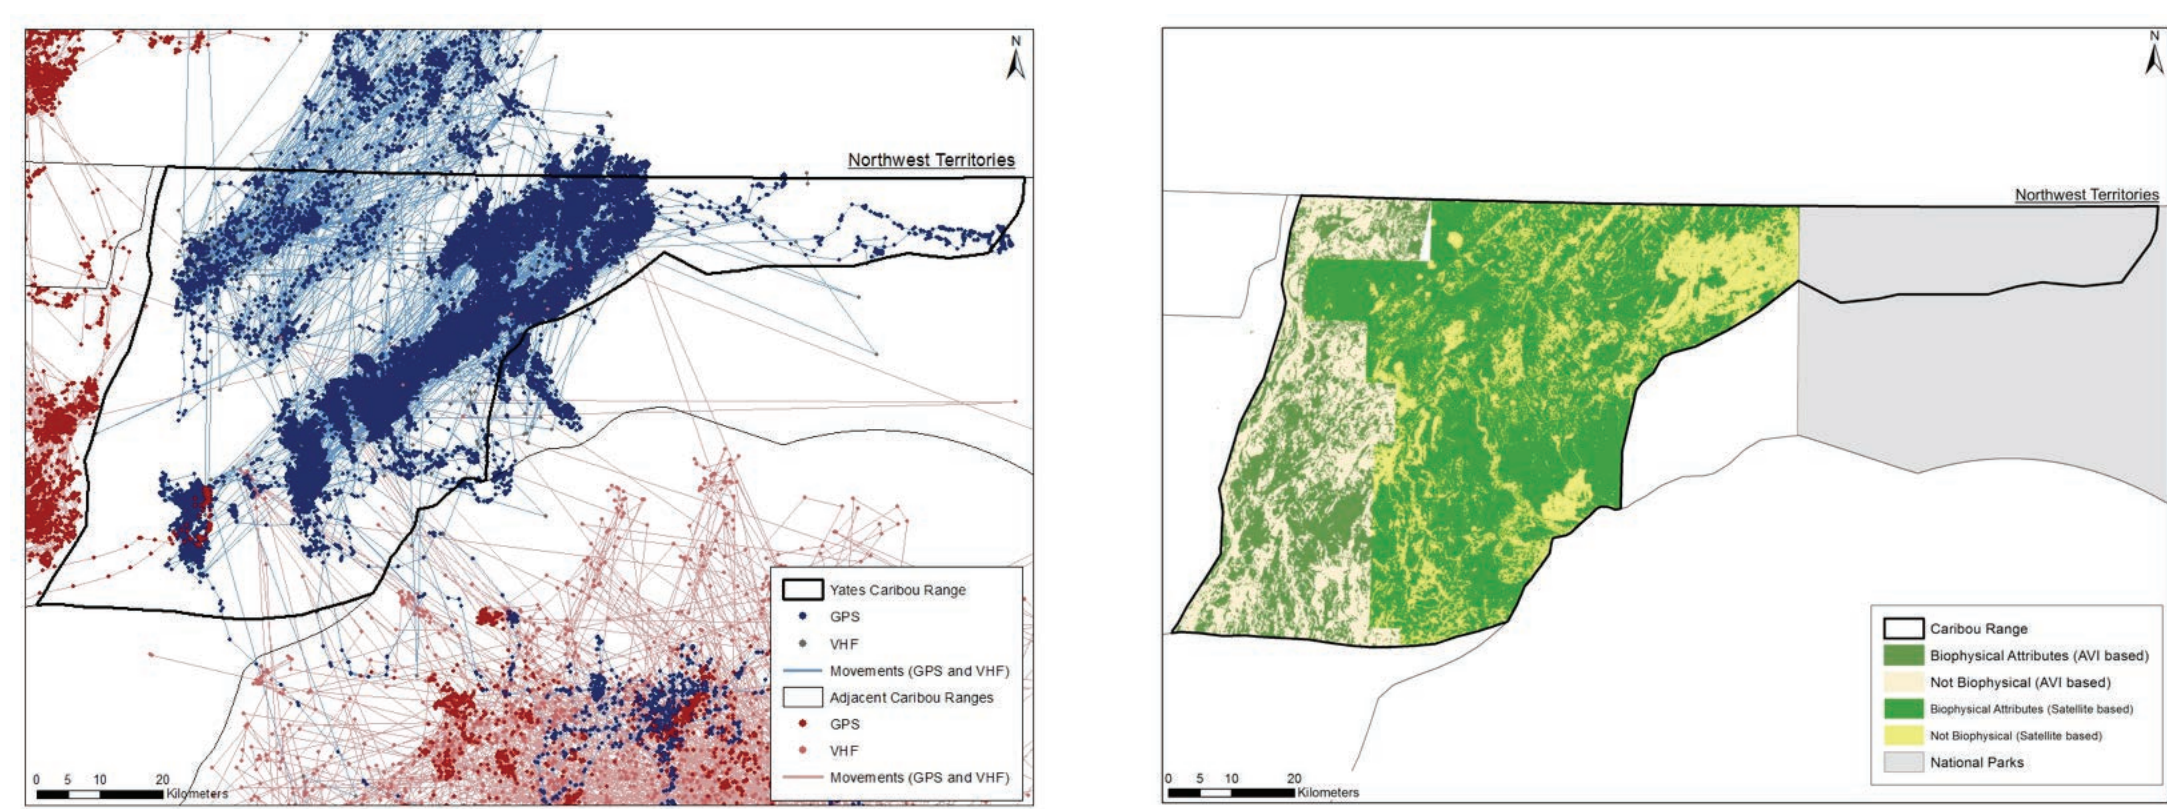 N
Northwest Territories
Yates Caribou Range
GPS
VHF
Movements (GPS and VHF)
Adjacent Caribou Ranges
GPS
VHF
Movements (GPS and VHF)
0 5 10 20
Kilometers
N
Northwest Territories
Caribou Range
Biophysical Attributes (AVI based)
Not Biophysical (AVI based)
Biophysical Attributes (Satellite based)
Not Biophysical (Satellite based)
National Parks
0 5 10 20
Kilometers